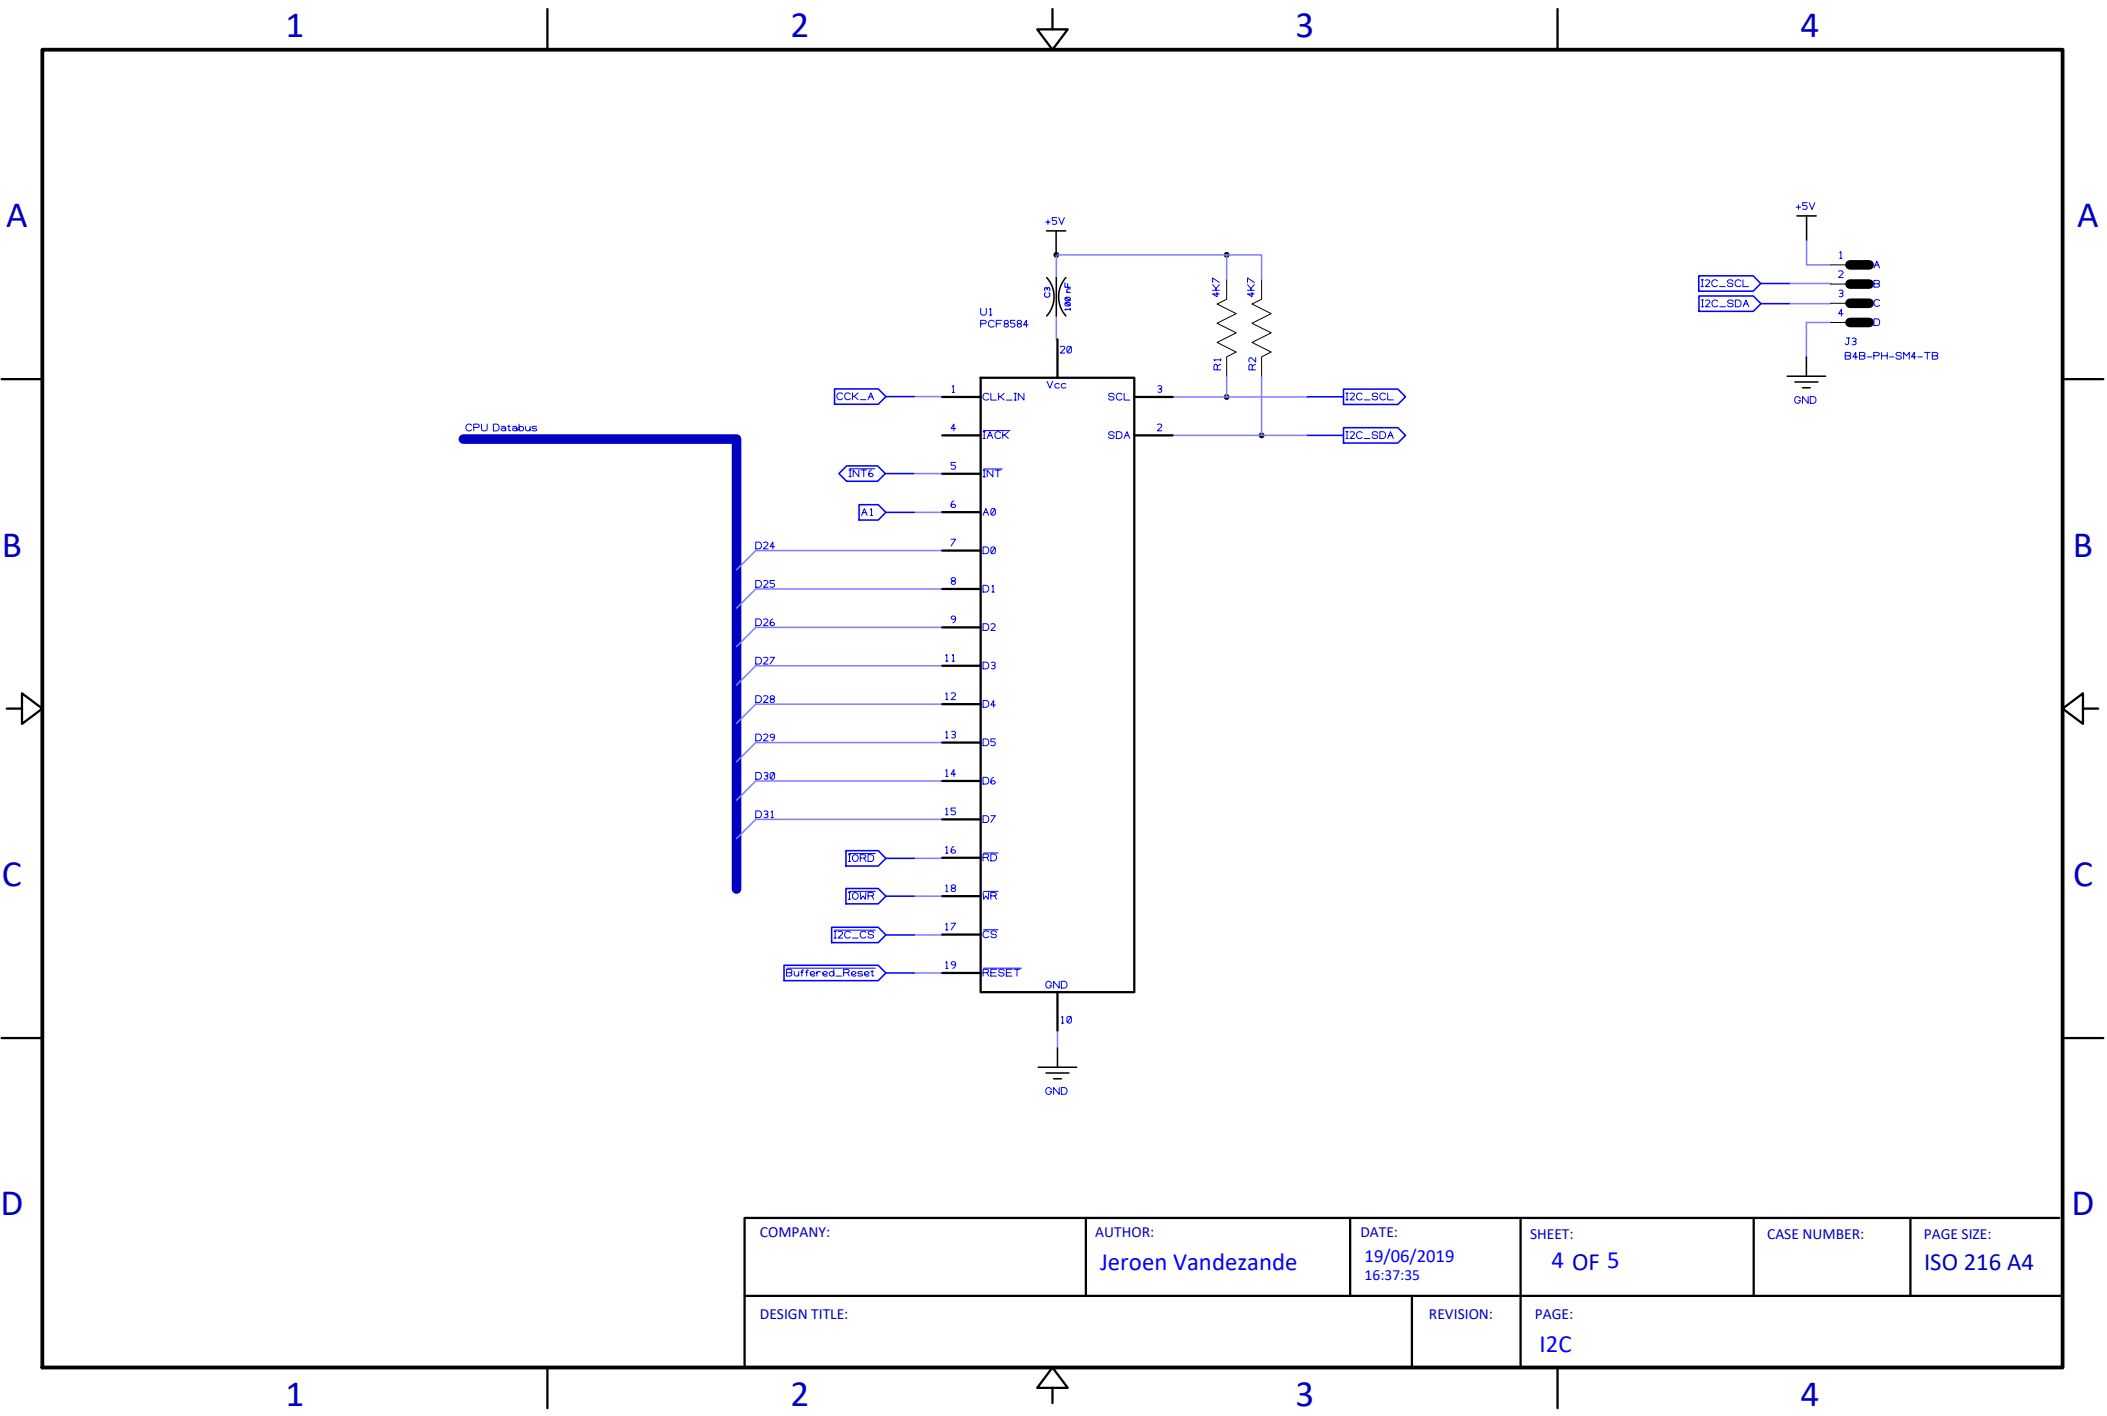 1 2 3 4
A A
+5V
+5V
1 A
I2C_SCL 2 B
I2C_SDA 3 C
4 D
J3
B4B-PH-SM4-TB
GND
C3 100 nF
4K7 4K7
R1 R2
U1
PCF8584
20
Vcc
CCK_A 1 CLK_IN SCL 3 I2C_SCL
CPU Databus
4 IACK SDA 2 I2C_SDA
INT6 5 INT
A1 6 A0
B B
D24 7 D0
D25 8 D1
D26 9 D2
D27 11 D3
D28 12 D4
D29 13 D5
D30 14 D6
D31 15 D7
IORD 16 RD
C C
IOWR 18 WR
I2C_CS 17 CS
Buffered_Reset 19 RESET
GND
10
GND
D D
COMPANY: AUTHOR: DATE: SHEET: CASE NUMBER: PAGE SIZE:
Jeroen Vandezande 19/06/2019 4 OF 5 ISO 216 A4
16:37:35
DESIGN TITLE: REVISION: PAGE:
I2C
1 2 3 4